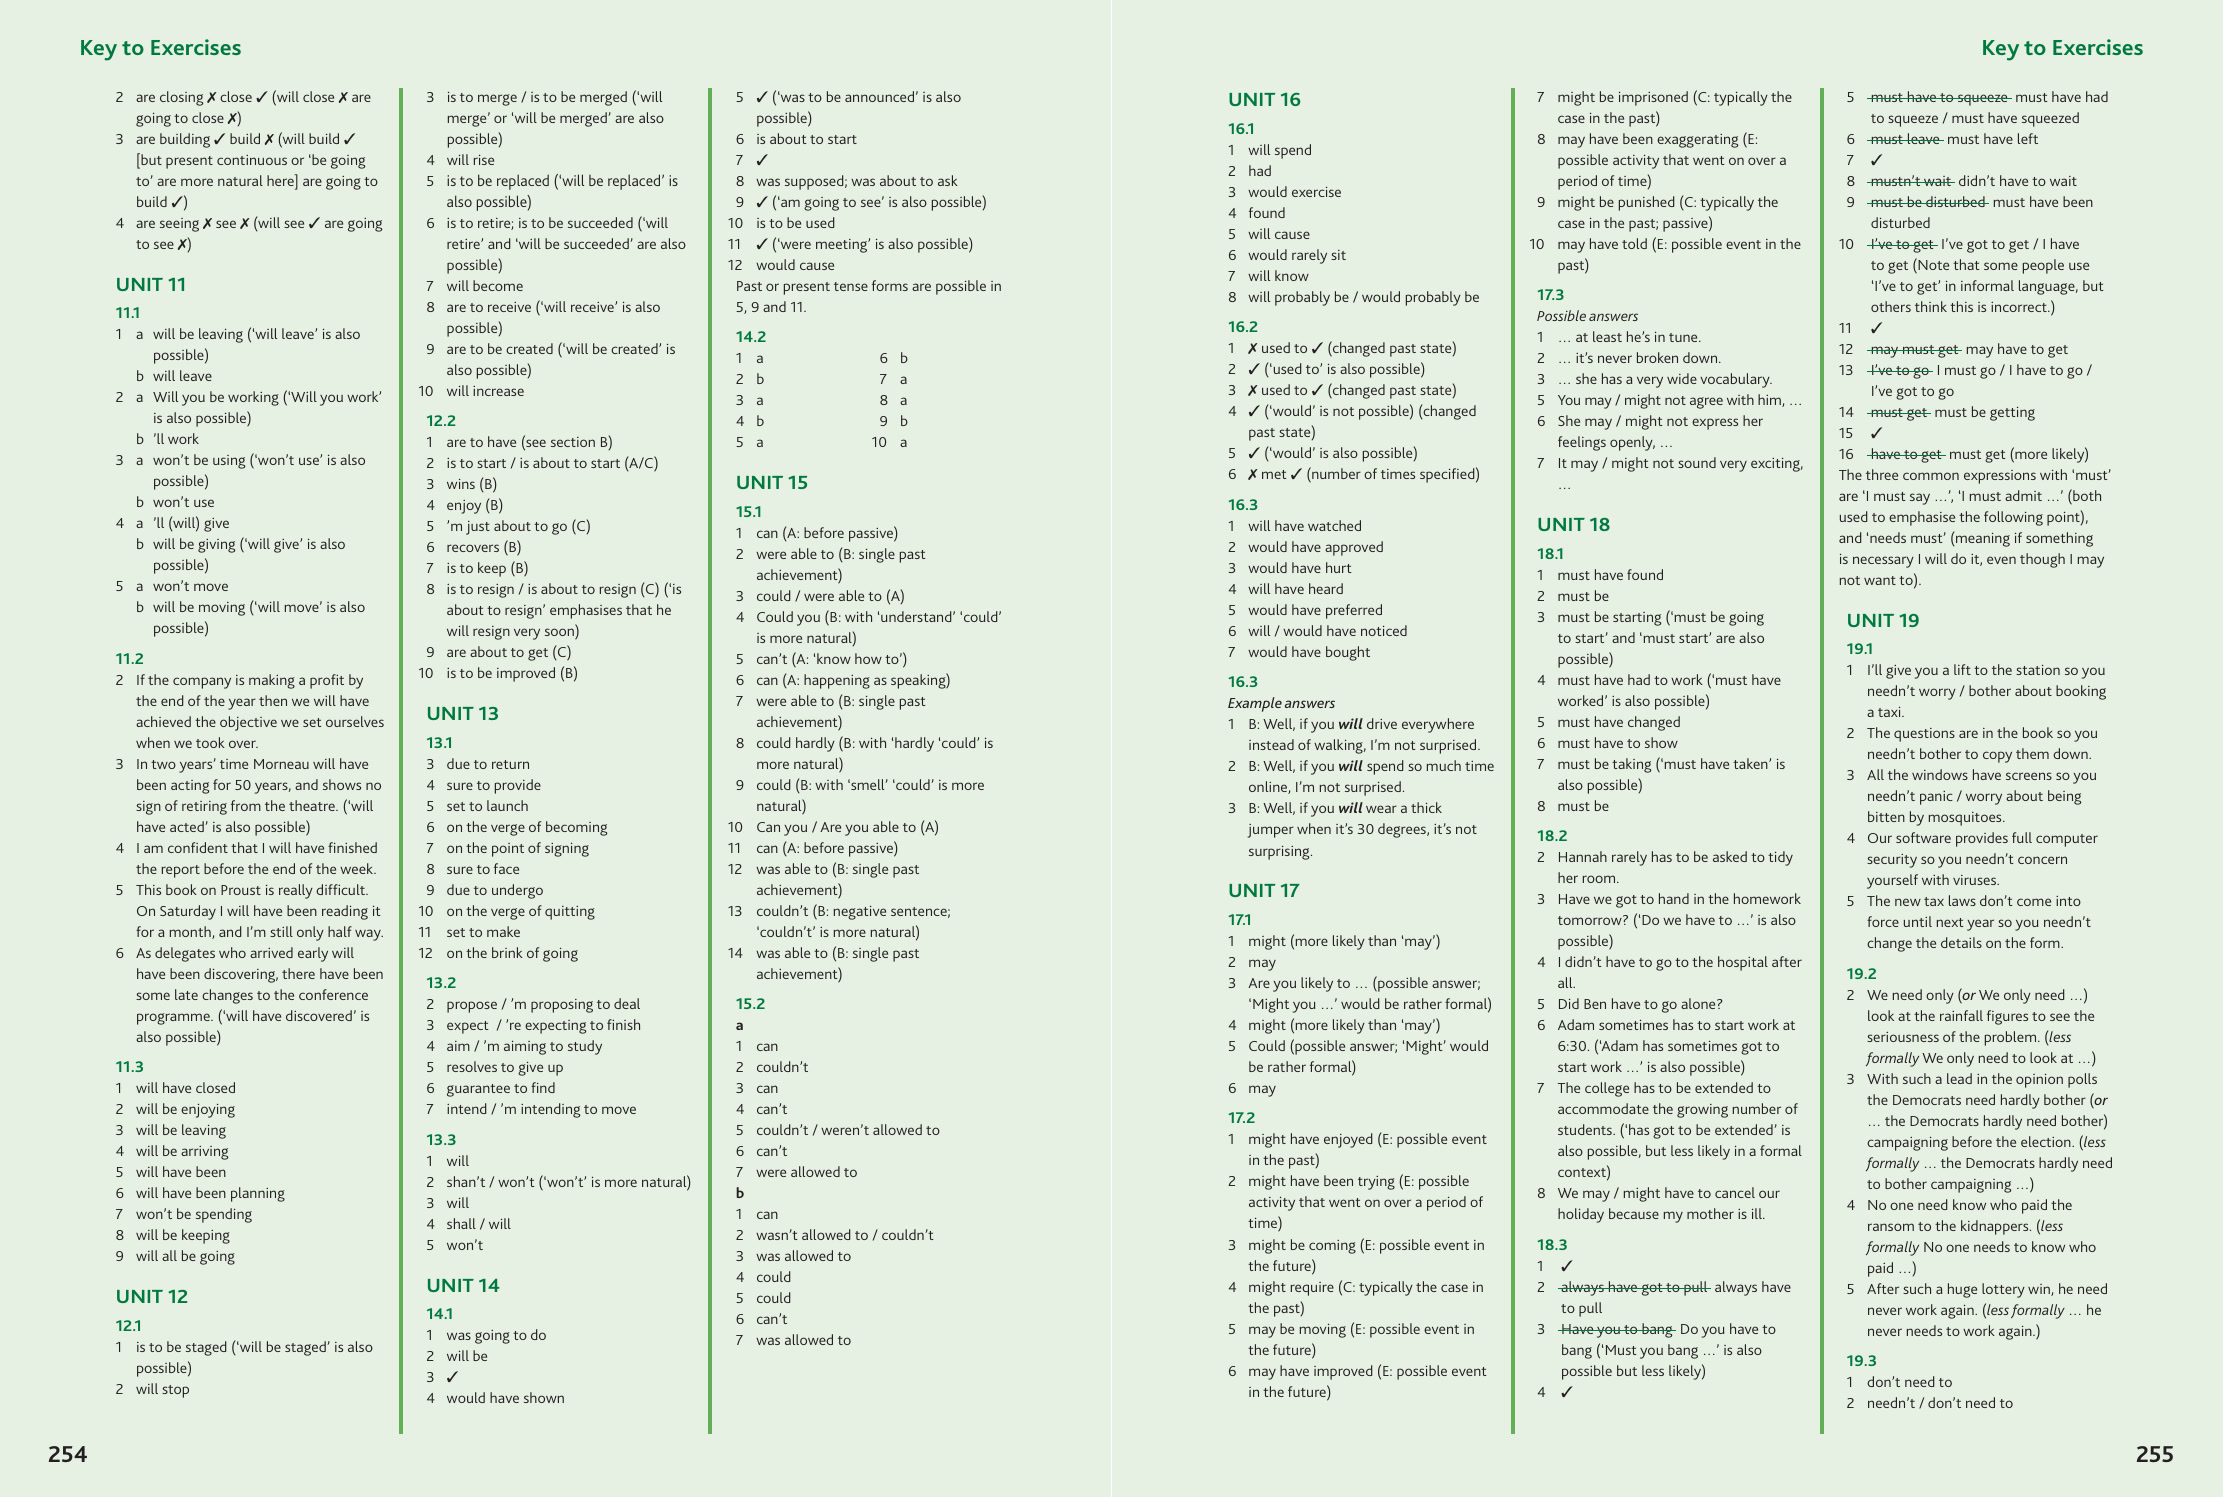 Key to Exercises
2 are closing ✗ close ✓ (will close ✗ are
going to close ✗)
3 are building ✓ build ✗ (will build ✓
[but present continuous or ‘be going
to’ are more natural here] are going to
build ✓)
4 are seeing ✗ see ✗ (will see ✓ are going
to see ✗)
UNIT 11
11.1
1 a will be leaving (‘will leave’ is also
possible)
b will leave
2 a Will you be working (‘Will you work’
is also possible)
b ’ll work
3 a won’t be using (‘won’t use’ is also
possible)
b won’t use
4 a ’ll (will) give
b will be giving (‘will give’ is also
possible)
5 a won’t move
b will be moving (‘will move’ is also
possible)
11.2
2 If the company is making a profit by
the end of the year then we will have
achieved the objective we set ourselves
when we took over.
3 In two years’ time Morneau will have
been acting for 50 years, and shows no
sign of retiring from the theatre. (‘will
have acted’ is also possible)
4 I am confident that I will have finished
the report before the end of the week.
5 This book on Proust is really difficult.
On Saturday I will have been reading it
for a month, and I’m still only half way.
6 As delegates who arrived early will
have been discovering, there have been
some late changes to the conference
programme. (‘will have discovered’ is
also possible)
11.3
1 will have closed
2 will be enjoying
3 will be leaving
4 will be arriving
5 will have been
6 will have been planning
7 won’t be spending
8 will be keeping
9 will all be going
UNIT 12
12.1
1 is to be staged (‘will be staged’ is also
possible)
2 will stop
3 is to merge / is to be merged (‘will
merge’ or ‘will be merged’ are also
possible)
4 will rise
5 is to be replaced (‘will be replaced’ is
also possible)
6 is to retire; is to be succeeded (‘will
retire’ and ‘will be succeeded’ are also
possible)
7 will become
8 are to receive (‘will receive’ is also
possible)
9 are to be created (‘will be created’ is
also possible)
10 will increase
12.2
1 are to have (see section B)
2 is to start / is about to start (A/C)
3 wins (B)
4 enjoy (B)
5 ’m just about to go (C)
6 recovers (B)
7 is to keep (B)
8 is to resign / is about to resign (C) (‘is
about to resign’ emphasises that he
will resign very soon)
9 are about to get (C)
10 is to be improved (B)
UNIT 13
13.1
3 due to return
4 sure to provide
5 set to launch
6 on the verge of becoming
7 on the point of signing
8 sure to face
9 due to undergo
10 on the verge of quitting
11 set to make
12 on the brink of going
13.2
2 propose / ’m proposing to deal
3 expect / ’re expecting to finish
4 aim / ’m aiming to study
5 resolves to give up
6 guarantee to find
7 intend / ’m intending to move
13.3
1 will
2 shan’t / won’t (‘won’t’ is more natural)
3 will
4 shall / will
5 won’t
UNIT 14
14.1
1 was going to do
2 will be
3 ✓
4 would have shown
5 ✓ (‘was to be announced’ is also
possible)
6 is about to start
7 ✓
8 was supposed; was about to ask
9 ✓ (‘am going to see’ is also possible)
10 is to be used
11 ✓ (‘were meeting’ is also possible)
12 would cause
Past or present tense forms are possible in
5, 9 and 11.
14.2
1 a 6 b
2 b 7 a
3 a 8 a
4 b 9 b
5 a 10 a
UNIT 15
15.1
1 can (A: before passive)
2 were able to (B: single past
achievement)
3 could / were able to (A)
4 Could you (B: with ‘understand’ ‘could’
is more natural)
5 can’t (A: ‘know how to’)
6 can (A: happening as speaking)
7 were able to (B: single past
achievement)
8 could hardly (B: with ‘hardly ‘could’ is
more natural)
9 could (B: with ‘smell’ ‘could’ is more
natural)
10 Can you / Are you able to (A)
11 can (A: before passive)
12 was able to (B: single past
achievement)
13 couldn’t (B: negative sentence;
‘couldn’t’ is more natural)
14 was able to (B: single past
achievement)
15.2
a
1 can
2 couldn’t
3 can
4 can’t
5 couldn’t / weren’t allowed to
6 can’t
7 were allowed to
b
1 can
2 wasn’t allowed to / couldn’t
3 was allowed to
4 could
5 could
6 can’t
7 was allowed to
254
Key to Exercises
UNIT 16
16.1
1 will spend
2 had
3 would exercise
4 found
5 will cause
6 would rarely sit
7 will know
8 will probably be / would probably be
16.2
1 ✗ used to ✓ (changed past state)
2 ✓ (‘used to’ is also possible)
3 ✗ used to ✓ (changed past state)
4 ✓ (‘would’ is not possible) (changed
past state)
5 ✓ (‘would’ is also possible)
6 ✗ met ✓ (number of times specified)
16.3
1 will have watched
2 would have approved
3 would have hurt
4 will have heard
5 would have preferred
6 will / would have noticed
7 would have bought
16.3
Example answers
1 B: Well, if you will drive everywhere
instead of walking, I’m not surprised.
2 B: Well, if you will spend so much time
online, I’m not surprised.
3 B: Well, if you will wear a thick
jumper when it’s 30 degrees, it’s not
surprising.
UNIT 17
17.1
1 might (more likely than ‘may’)
2 may
3 Are you likely to … (possible answer;
‘Might you …’ would be rather formal)
4 might (more likely than ‘may’)
5 Could (possible answer; ‘Might’ would
be rather formal)
6 may
17.2
1 might have enjoyed (E: possible event
in the past)
2 might have been trying (E: possible
activity that went on over a period of
time)
3 might be coming (E: possible event in
the future)
4 might require (C: typically the case in
the past)
5 may be moving (E: possible event in
the future)
6 may have improved (E: possible event
in the future)
7 might be imprisoned (C: typically the
case in the past)
8 may have been exaggerating (E:
possible activity that went on over a
period of time)
9 might be punished (C: typically the
case in the past; passive)
10 may have told (E: possible event in the
past)
17.3
Possible answers
1 … at least he’s in tune.
2 … it’s never broken down.
3 … she has a very wide vocabulary.
5 You may / might not agree with him, …
6 She may / might not express her
feelings openly, …
7 It may / might not sound very exciting,
…
UNIT 18
18.1
1 must have found
2 must be
3 must be starting (‘must be going
to start’ and ‘must start’ are also
possible)
4 must have had to work (‘must have
worked’ is also possible)
5 must have changed
6 must have to show
7 must be taking (‘must have taken’ is
also possible)
8 must be
18.2
2 Hannah rarely has to be asked to tidy
her room.
3 Have we got to hand in the homework
tomorrow? (‘Do we have to …’ is also
possible)
4 I didn’t have to go to the hospital after
all.
5 Did Ben have to go alone?
6 Adam sometimes has to start work at
6:30. (‘Adam has sometimes got to
start work …’ is also possible)
7 The college has to be extended to
accommodate the growing number of
students. (‘has got to be extended’ is
also possible, but less likely in a formal
context)
8 We may / might have to cancel our
holiday because my mother is ill.
18.3
1 ✓
2 always have got to pull always have
to pull
3 Have you to bang Do you have to
bang (‘Must you bang …’ is also
possible but less likely)
4 ✓
5 must have to squeeze must have had
to squeeze / must have squeezed
6 must leave must have left
7 ✓
8 mustn’t wait didn’t have to wait
9 must be disturbed must have been
disturbed
10 I’ve to get I’ve got to get / I have
to get (Note that some people use
‘I’ve to get’ in informal language, but
others think this is incorrect.)
11 ✓
12 may must get may have to get
13 I’ve to go I must go / I have to go /
I’ve got to go
14 must get must be getting
15 ✓
16 have to get must get (more likely)
The three common expressions with ‘must’
are ‘I must say …’, ‘I must admit …’ (both
used to emphasise the following point),
and ‘needs must’ (meaning if something
is necessary I will do it, even though I may
not want to).
UNIT 19
19.1
1 I’ll give you a lift to the station so you
needn’t worry / bother about booking
a taxi.
2 The questions are in the book so you
needn’t bother to copy them down.
3 All the windows have screens so you
needn’t panic / worry about being
bitten by mosquitoes.
4 Our software provides full computer
security so you needn’t concern
yourself with viruses.
5 The new tax laws don’t come into
force until next year so you needn’t
change the details on the form.
19.2
2 We need only (or We only need …)
look at the rainfall figures to see the
seriousness of the problem. (less
formally We only need to look at …)
3 With such a lead in the opinion polls
the Democrats need hardly bother (or
… the Democrats hardly need bother)
campaigning before the election. (less
formally … the Democrats hardly need
to bother campaigning …)
4 No one need know who paid the
ransom to the kidnappers. (less
formally No one needs to know who
paid …)
5 After such a huge lottery win, he need
never work again. (less formally … he
never needs to work again.)
19.3
1 don’t need to
2 needn’t / don’t need to
255